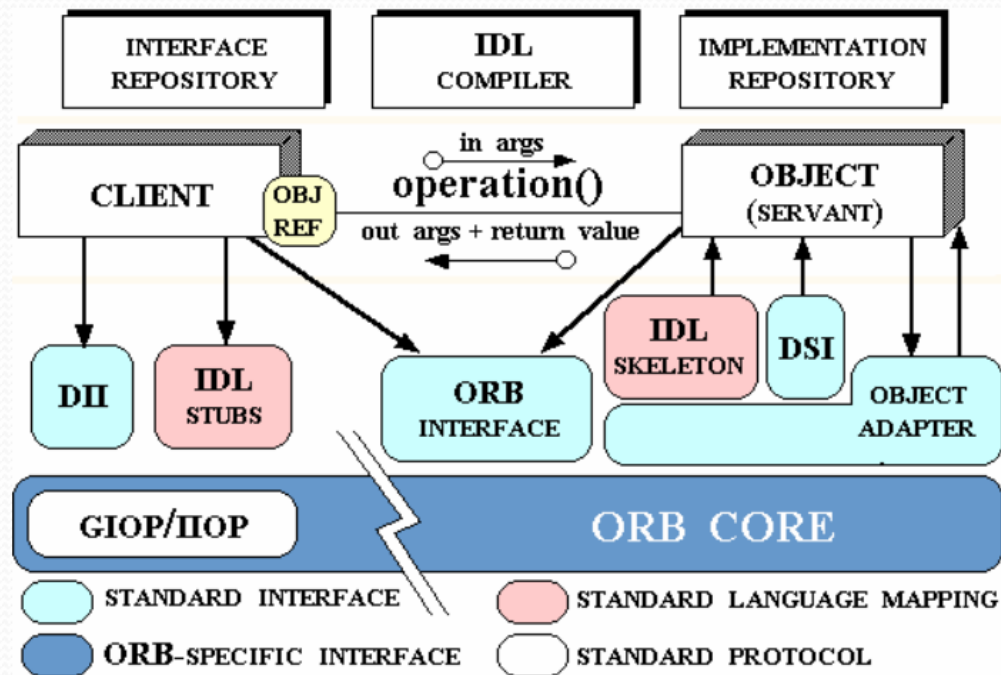 INTERFACE
REPOSITORY
IDL
COMPILER
IMPLEMENTATION
REPOSITORY
CLIENT
OBJ
REF
in args
operation()
out args + return value
OBJECT
(SERVANT)
DII
IDL
STUBS
ORB
INTERFACE
IDL
SKELETON
DSI
OBJECT
ADAPTER
GIOP/IIOP
ORB CORE
STANDARD INTERFACE
STANDARD LANGUAGE MAPPING
ORB-SPECIFIC INTERFACE
STANDARD PROTOCOL